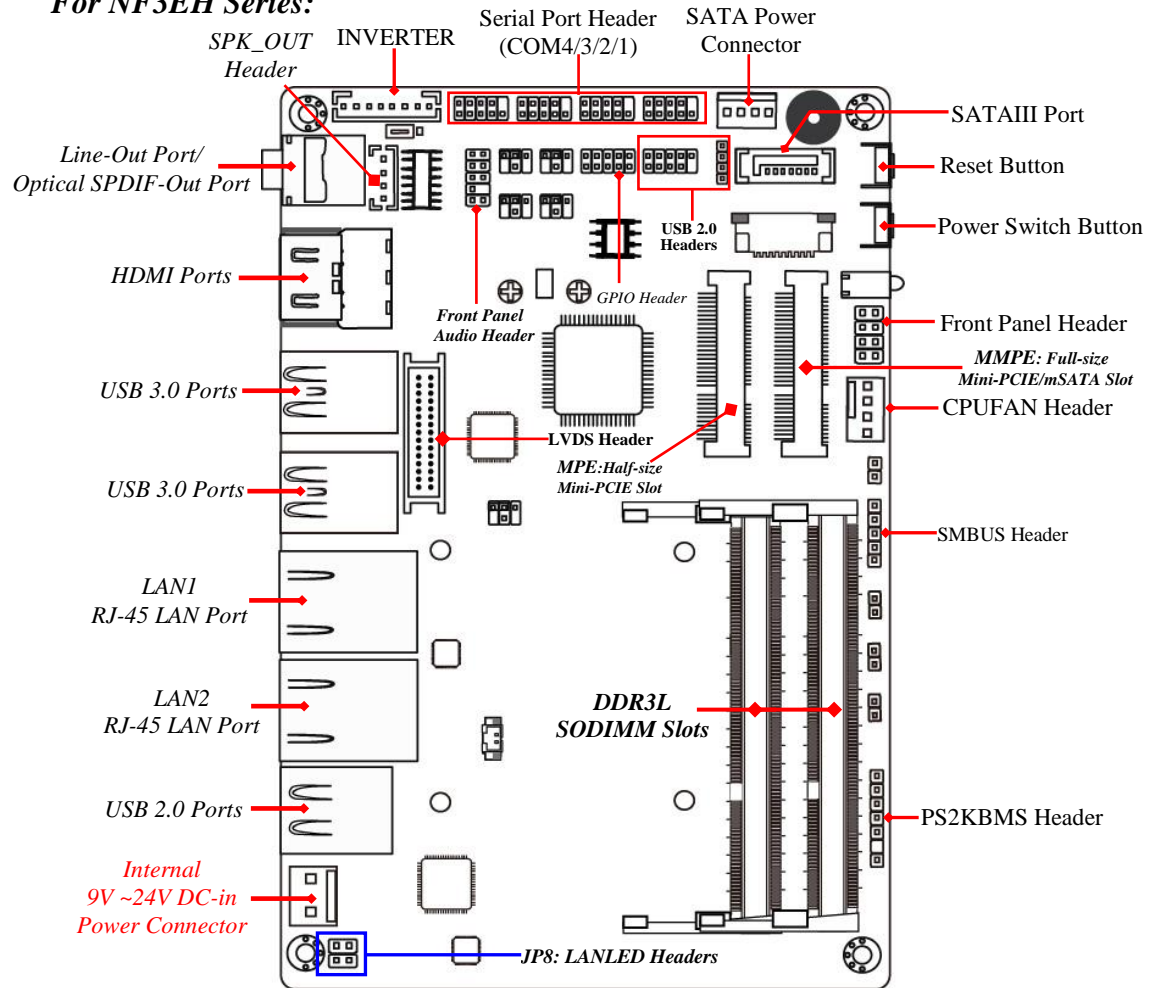 For NF3EH Series:
SPK_OUT
Header
INVERTER
Serial Port Header
(COM4/3/2/1)
SATA Power
Connector
SATAIII Port
Line-Out Port/
Optical SPDIF-Out Port
Reset Button
USB 2.0
Headers
Power Switch Button
HDMI Ports
GPIO Header
Front Panel
Audio Header
Front Panel Header
MMPE: Full-size
Mini-PCIE/mSATA Slot
USB 3.0 Ports
CPUFAN Header
LVDS Header
MPE:Half-size
Mini-PCIE Slot
USB 3.0 Ports
SMBUS Header
LAN1
RJ-45 LAN Port
LAN2
RJ-45 LAN Port
DDR3L
SODIMM Slots
USB 2.0 Ports
PS2KBMS Header
Internal
9V ~24V DC-in
Power Connector
JP8: LANLED Headers